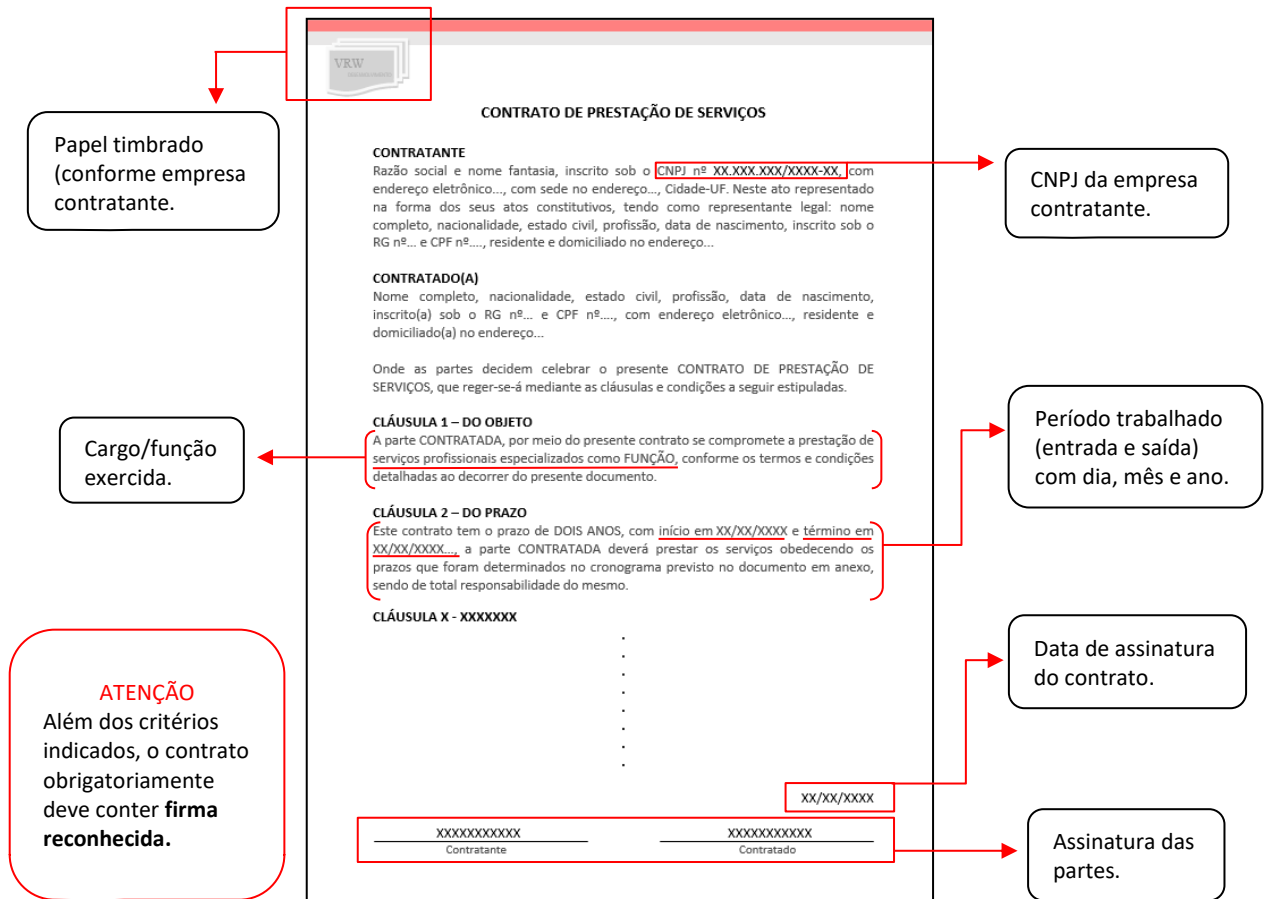 VRW
CONTRATO DE PRESTAÇÃO DE SERVIÇOS
Papel timbrado
(conforme empresa
contratante.
CONTRATANTE
Razão social e nome fantasia, inscrito sob o CNPJ nº XX.XXX.XXX/XXXX-XX, com
endereço eletrônico..., com sede no endereço..., Cidade-UF. Neste ato representado
na forma dos seus atos constitutivos, tendo como representante legal: nome
completo, nacionalidade, estado civil, profissão, data de nascimento, inscrito sob o
RG nº... e CPF nº...., residente e domiciliado no endereço...
CNPJ da empresa
contratante.
CONTRATADO(A)
Nome completo, nacionalidade, estado civil, profissão, data de nascimento,
inscrito(a) sob o RG nº... e CPF nº...., com endereço eletrônico..., residente e
domiciliado(a) no endereço...
Onde as partes decidem celebrar o presente CONTRATO DE PRESTAÇÃO DE
SERVIÇOS, que reger-se-á mediante as cláusulas e condições a seguir estipuladas.
Cargo/função
exercida.
CLÁUSULA 1 – DO OBJETO
A parte CONTRATADA, por meio do presente contrato se compromete a prestação de
serviços profissionais especializados como FUNÇÃO, conforme os termos e condições
detalhadas ao decorrer do presente documento.
Período trabalhado
(entrada e saída)
com dia, mês e ano.
CLÁUSULA 2 – DO PRAZO
Este contrato tem o prazo de DOIS ANOS, com início em XX/XX/XXXX e término em
XX/XX/XXXX..., a parte CONTRATADA deverá prestar os serviços obedecendo os
prazos que foram determinados no cronograma previsto no documento em anexo,
sendo de total responsabilidade do mesmo.
CLÁUSULA X - XXXXXXX
.
.
.
.
.
.
.
.
ATENÇÃO
Além dos critérios
indicados, o contrato
obrigatoriamente
deve conter firma
reconhecida.
Data de assinatura
do contrato.
XX/XX/XXXX
XXXXXXXXXXX XXXXXXXXXXX
Contratante Contratado
Assinatura das
partes.